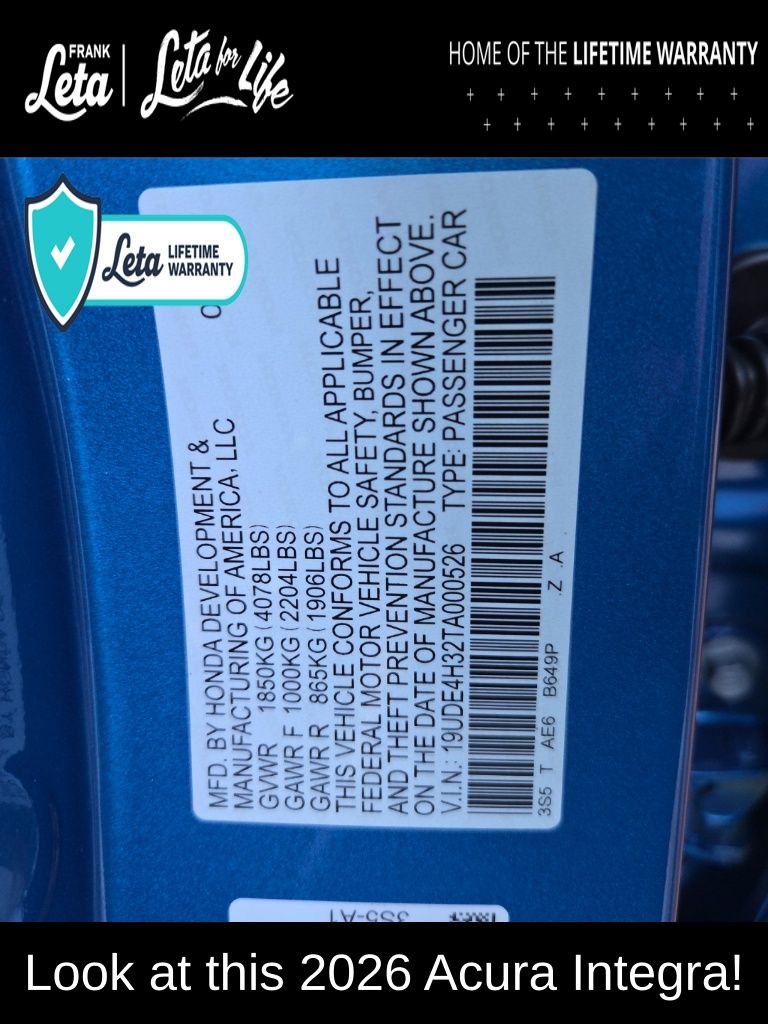 FRANK
Leta
Leta for Life
HOME OF THE LIFETIME WARRANTY
Leta LIFETIME
WARRANTY
MFD. BY HONDA DEVELOPMENT &
MANUFACTURING OF AMERICA, LLC
GVWR 1850KG (4078LBS)
GAWR F 1000KG (2204LBS)
GAWR R 865KG (1906LBS)
THIS VEHICLE CONFORMS TO ALL APPLICABLE
FEDERAL MOTOR VEHICLE SAFETY, BUMPER,
AND THEFT PREVENTION STANDARDS IN EFFECT
ON THE DATE OF MANUFACTURE SHOWN ABOVE.
V.I.N.: 19UDE4H32TA000526 TYPE: PASSENGER CAR
3S5 T AE6 B649P .Z .A
3S5-A1
Look at this 2026 Acura Integra!